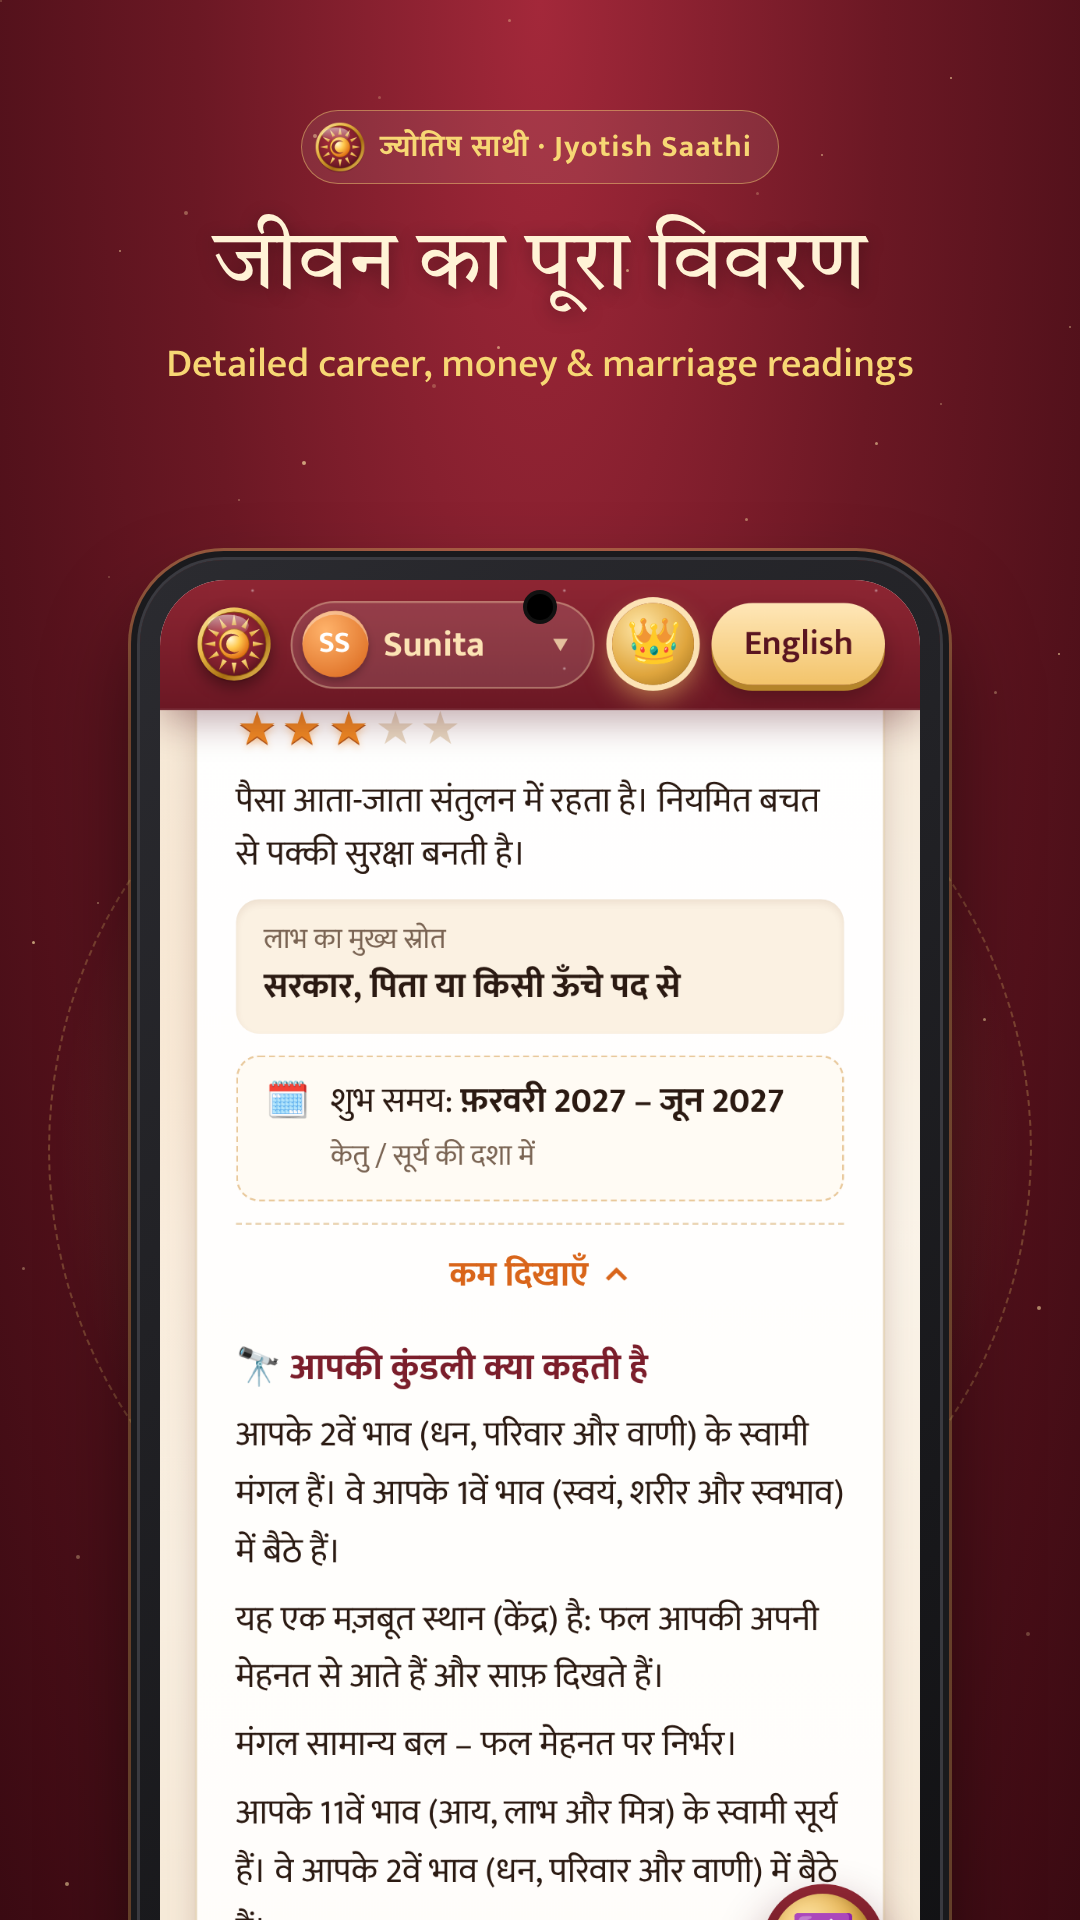 ज्योतिष साथी · Jyotish Saathi
जीवन का पूरा विवरण
Detailed career, money & marriage readings
SS Sunita ▼ English
पैसा आता-जाता संतुलन में रहता है। नियमित बचत
से पक्की सुरक्षा बनती है।
लाभ का मुख्य स्रोत
सरकार, पिता या किसी ऊँचे पद से
शुभ समय: फ़रवरी 2027 – जून 2027
केतु / सूर्य की दशा में
कम दिखाएँ
आपकी कुंडली क्या कहती है
आपके 2वें भाव (धन, परिवार और वाणी) के स्वामी
मंगल हैं। वे आपके 1वें भाव (स्वयं, शरीर और स्वभाव)
में बैठे हैं।
यह एक मज़बूत स्थान (केंद्र) है: फल आपकी अपनी
मेहनत से आते हैं और साफ़ दिखते हैं।
मंगल सामान्य बल – फल मेहनत पर निर्भर।
आपके 11वें भाव (आय, लाभ और मित्र) के स्वामी सूर्य
हैं। वे आपके 2वें भाव (धन, परिवार और वाणी) में बैठे